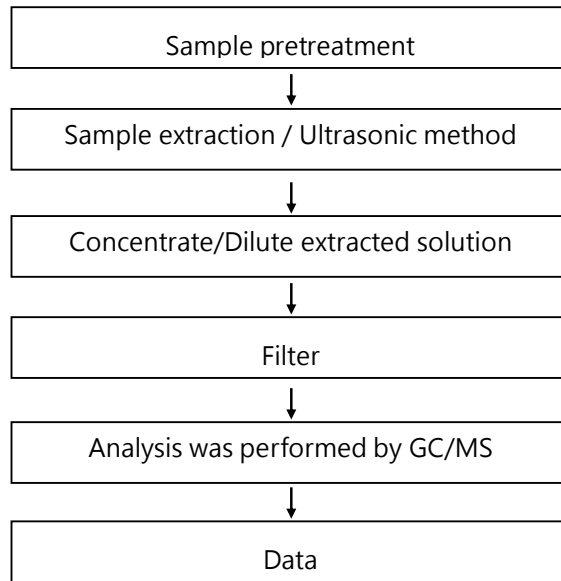 Sample pretreatment
Sample extraction / Ultrasonic method
Concentrate/Dilute extracted solution
Filter
Analysis was performed by GC/MS
Data